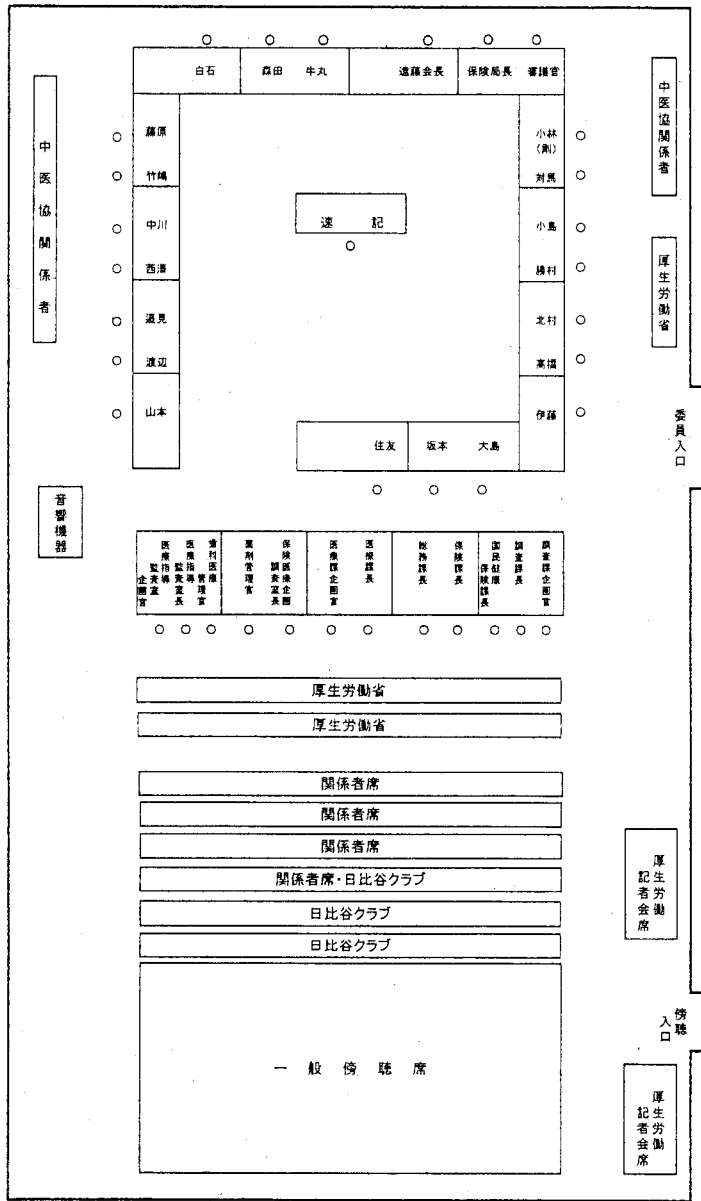 白石 森田 牛丸 遠藤会長 保険局長 審議官
中医協関係者
藤原
竹嶋
中川
西澤
邉見
渡辺
山本
速 記
小林
(剛)
対馬
小島
勝村
北村
高橋
伊藤
住友 坂本 大島
中医協関係者
厚生労働省
委員入口
音響機器
医療指導監査室企画官
医療指導監査室長
歯科医療管理官
薬剤管理官
保険医療企画調査室長
医療課企画官
医療課長
総務課長
保険課長
国民健康保険課長
調査課長
調査課企画官
厚生労働省
厚生労働省
関係者席
関係者席
関係者席
関係者席・日比谷クラブ
日比谷クラブ
日比谷クラブ
一 般 傍 聴 席
厚生労働
記者会席
傍聴
入口
厚生労働
記者会席